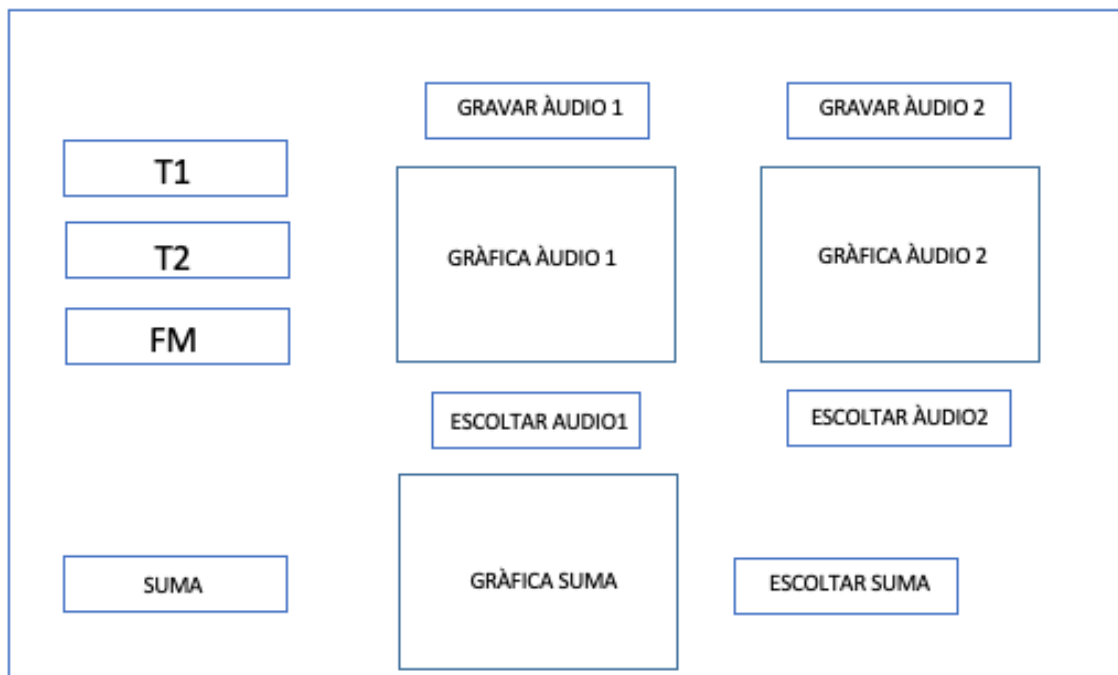 GRAVAR ÀUDIO 1
GRAVAR ÀUDIO 2
T1
T2
FM
GRÀFICA ÀUDIO 1
GRÀFICA ÀUDIO 2
ESCOLTAR AUDIO1
ESCOLTAR ÀUDIO2
SUMA
GRÀFICA SUMA
ESCOLTAR SUMA